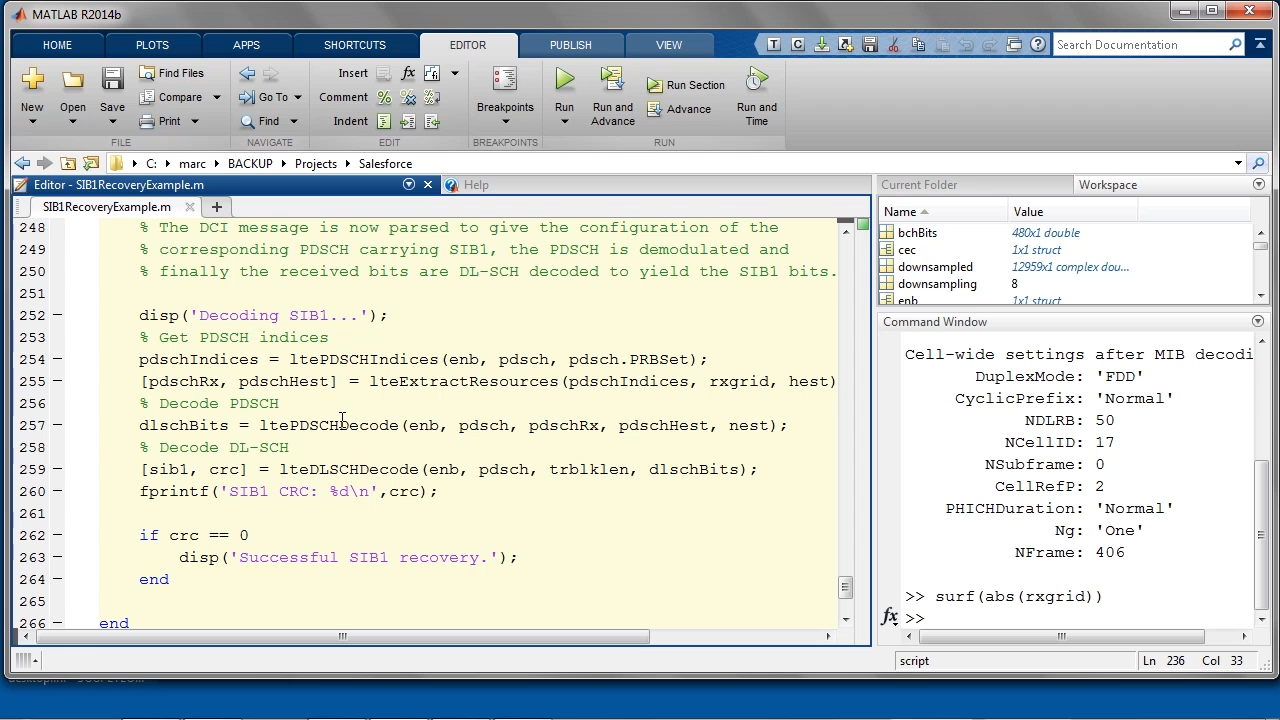 MATLAB R2014b
HOME PLOTS APPS SHORTCUTS EDITOR PUBLISH VIEW Search Documentation
New Open Save Find Files Compare Print
Go To Find
Insert fx
Comment
Indent
Breakpoints
Run Run and Advance Run Section Advance Run and Time
FILE NAVIGATE EDIT BREAKPOINTS RUN
C: marc BACKUP Projects Salesforce
Editor - SIB1RecoveryExample.m Help
SIB1RecoveryExample.m +
248 % The DCI message is now parsed to give the configuration of the
249 % corresponding PDSCH carrying SIB1, the PDSCH is demodulated and
250 % finally the received bits are DL-SCH decoded to yield the SIB1 bits.
251
252 disp('Decoding SIB1...');
253 % Get PDSCH indices
254 pdschIndices = ltePDSCHIndices(enb, pdsch, pdsch.PRBSet);
255 [pdschRx, pdschHest] = lteExtractResources(pdschIndices, rxgrid, hest)
256 % Decode PDSCH
257 dlschBits = ltePDSCHDecode(enb, pdsch, pdschRx, pdschHest, nest);
258 % Decode DL-SCH
259 [sib1, crc] = lteDLSCHDecode(enb, pdsch, trblklen, dlschBits);
260 fprintf('SIB1 CRC: %d\n',crc);
261
262 if crc == 0
263 disp('Successful SIB1 recovery.');
264 end
265
266 end
Current Folder Workspace
Name Value
bchBits 480x1 double
cec 1x1 struct
downsampled 12959x1 complex dou...
downsampling 8
enb 1x1 struct
Command Window
Cell-wide settings after MIB decodi
DuplexMode: 'FDD'
CyclicPrefix: 'Normal'
NDLRB: 50
NCellID: 17
NSubframe: 0
CellRefP: 2
PHICHDuration: 'Normal'
Ng: 'One'
NFrame: 406
>> surf(abs(rxgrid))
fx >>
script Ln 236 Col 33